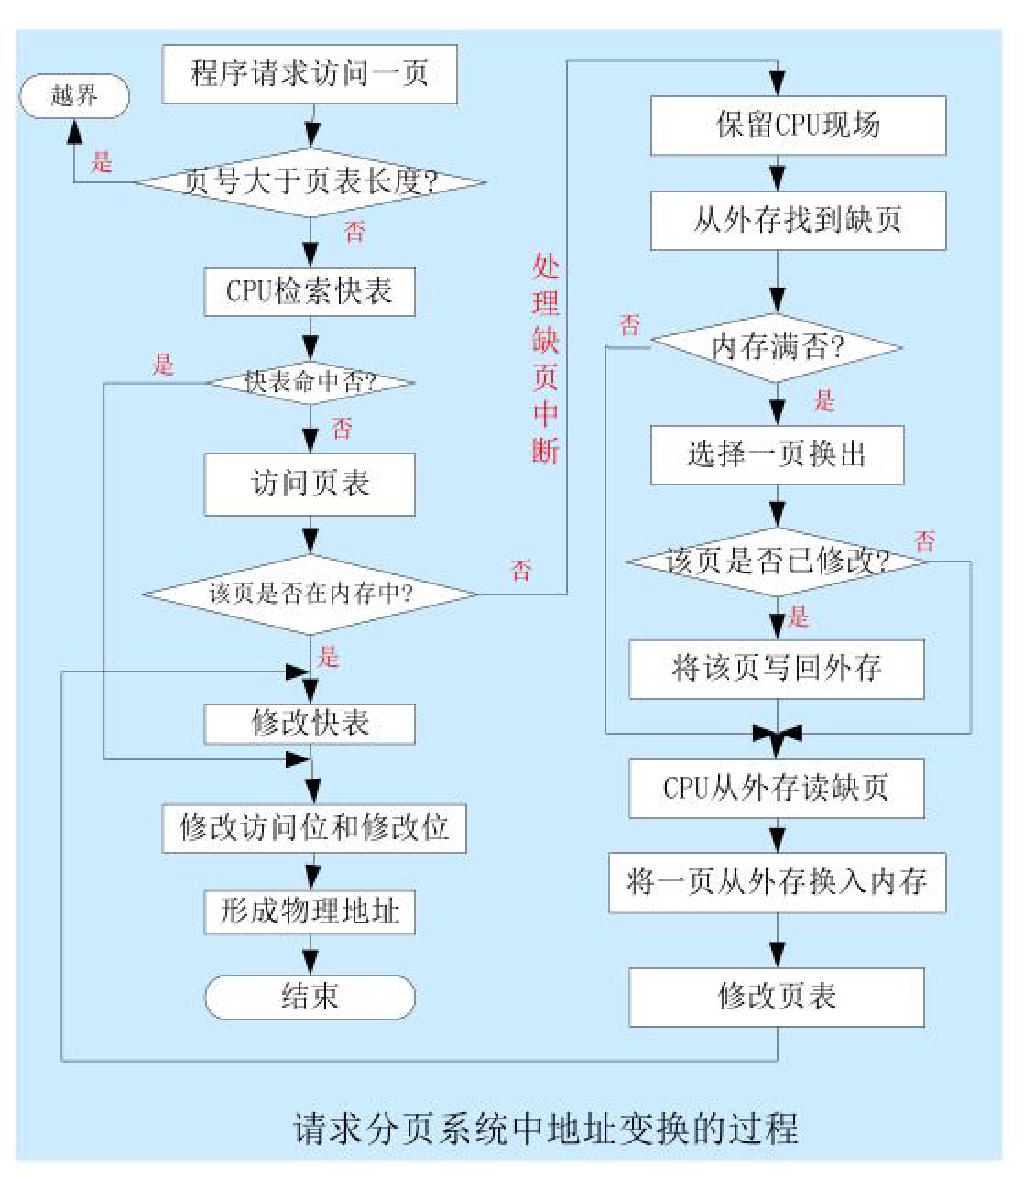 程序请求访问一页
越界
是
页号大于页表长度?
否
CPU检索快表
是
快表命中否?
否
访问页表
该页是否在内存中?
否
是
修改快表
修改访问位和修改位
形成物理地址
结束
处理缺页中断
保留CPU现场
从外存找到缺页
否
内存满否?
是
选择一页换出
该页是否已修改?
否
是
将该页写回外存
CPU从外存读缺页
将一页从外存换入内存
修改页表
请求分页系统中地址变换的过程